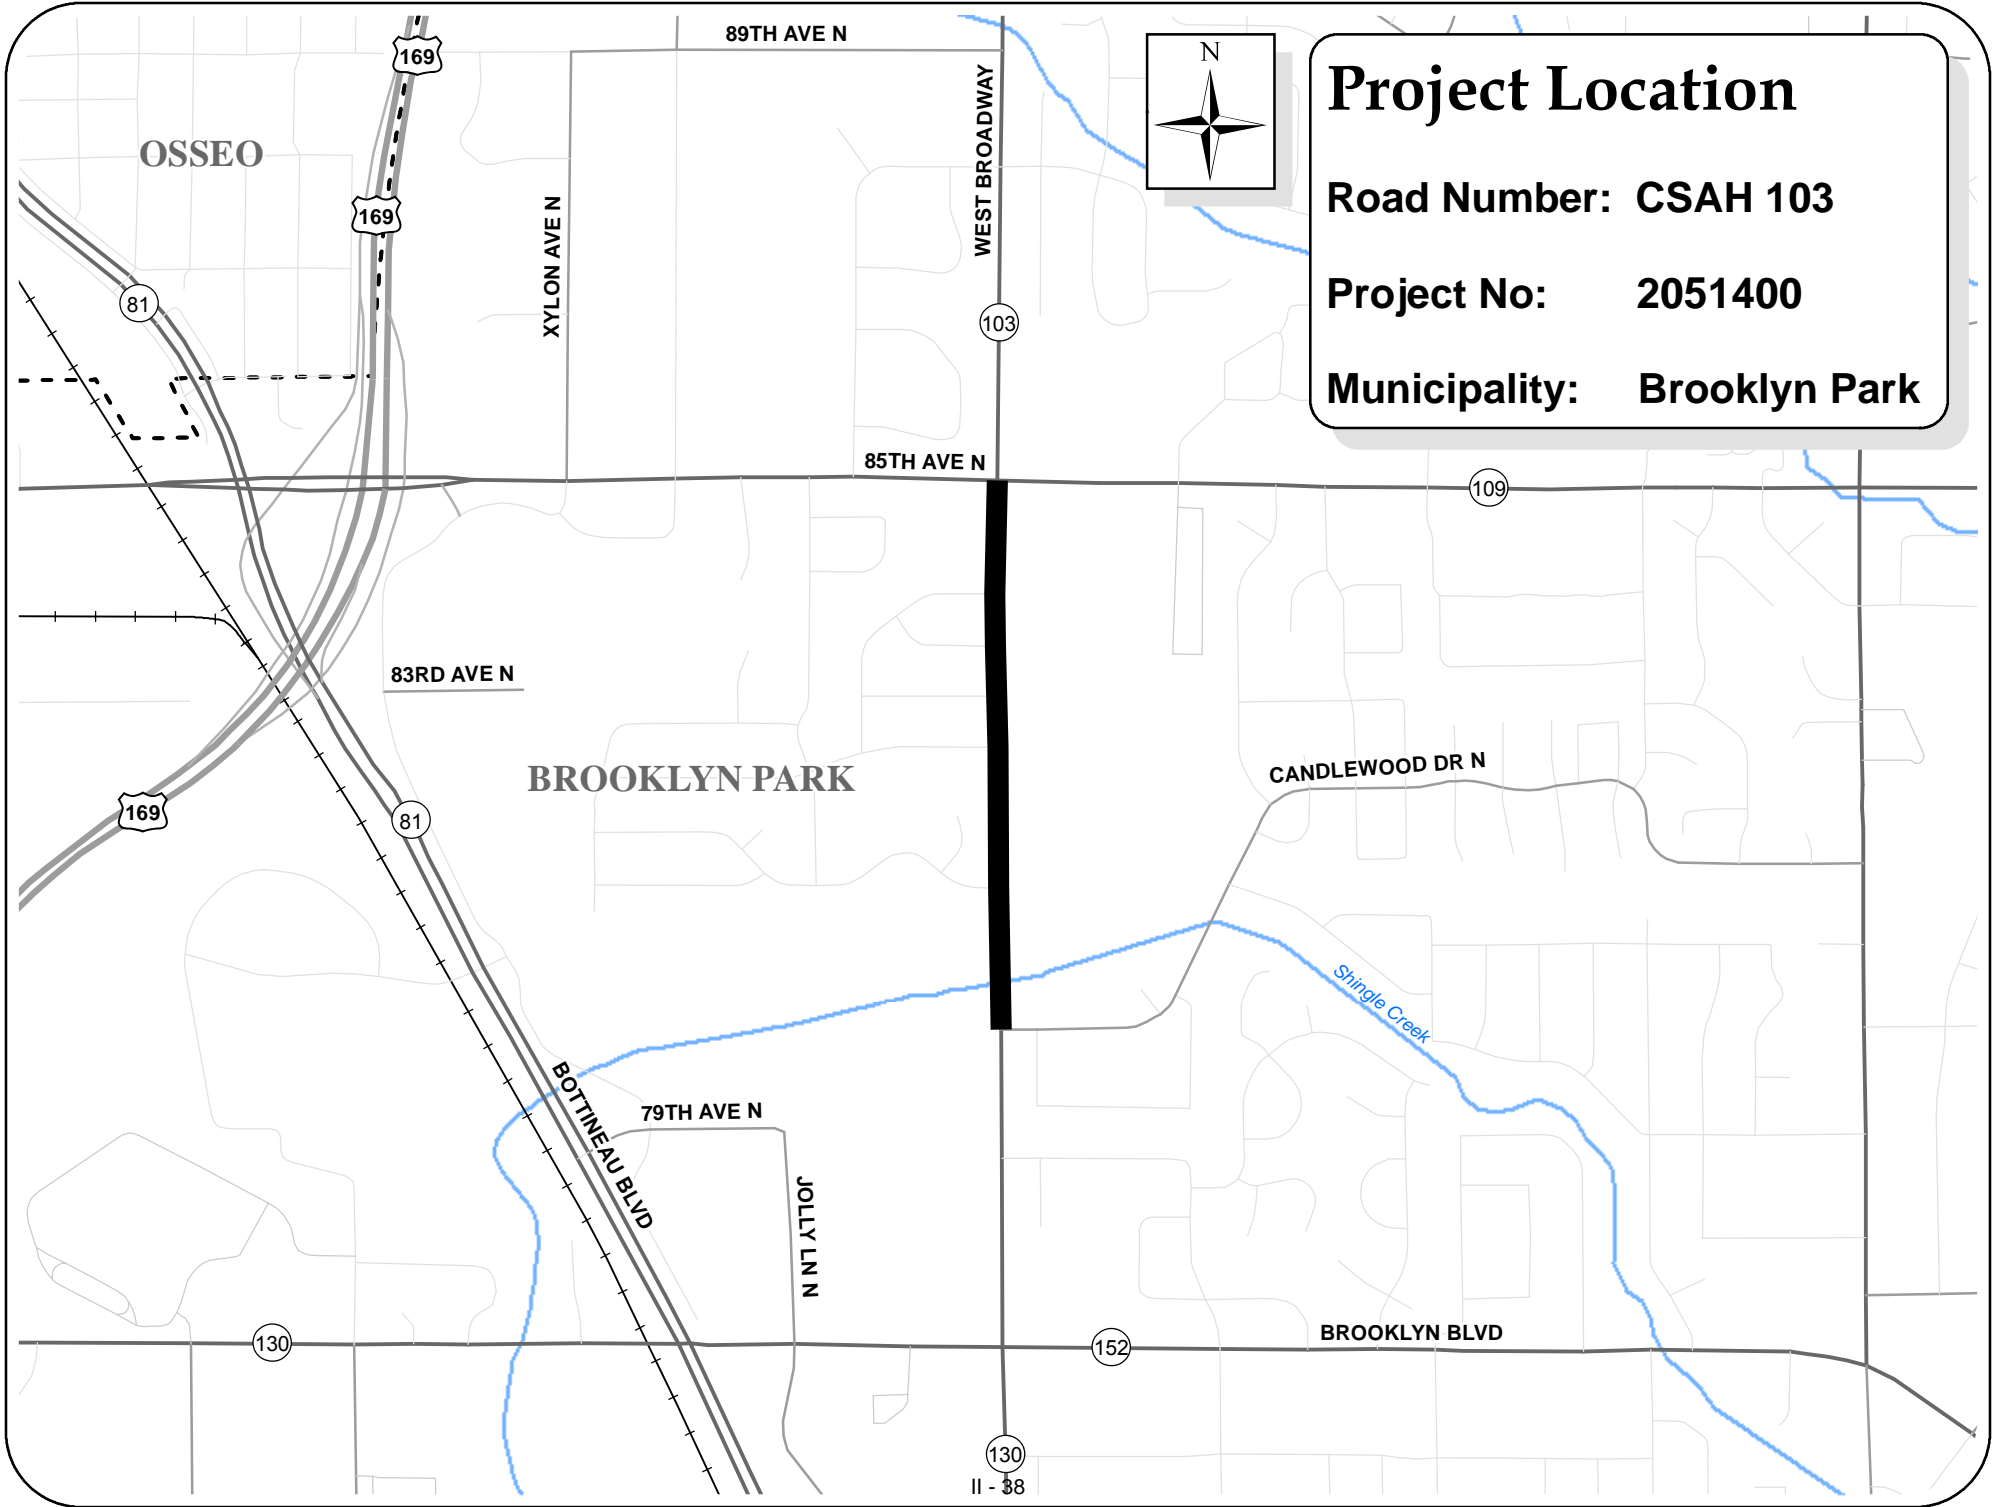 89TH AVE N
169
N
Project Location
OSSEO
WEST BROADWAY
Road Number: CSAH 103
169
XYLON AVE N
81
103
Project No: 2051400
Municipality: Brooklyn Park
85TH AVE N
109
83RD AVE N
BROOKLYN PARK
CANDLEWOOD DR N
169
81
Shingle Creek
BOTTINEAU BLVD
79TH AVE N
JOLLY LN N
130
152
BROOKLYN BLVD
130
II - 38